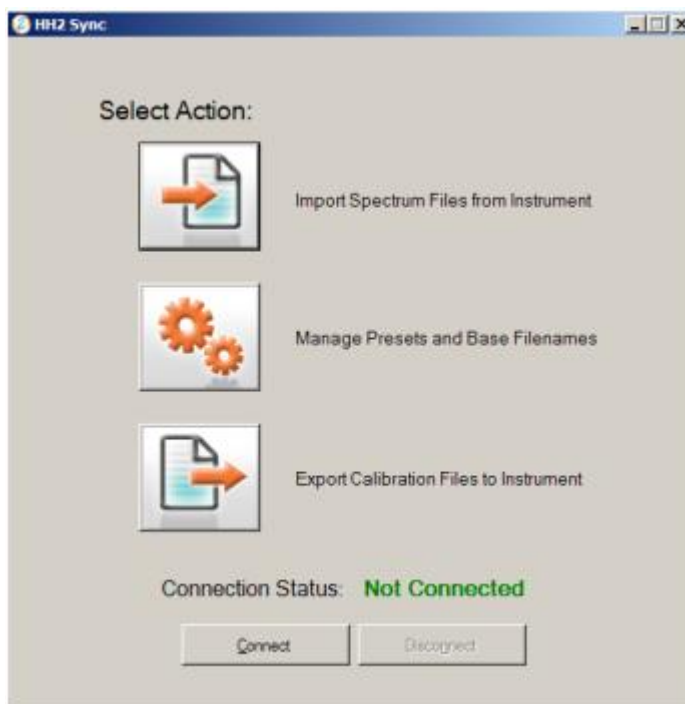 HH2 Sync
Select Action:
Import Spectrum Files from Instrument
Manage Presets and Base Filenames
Export Calibration Files to Instrument
Connection Status: Not Connected
Connect Disconnect